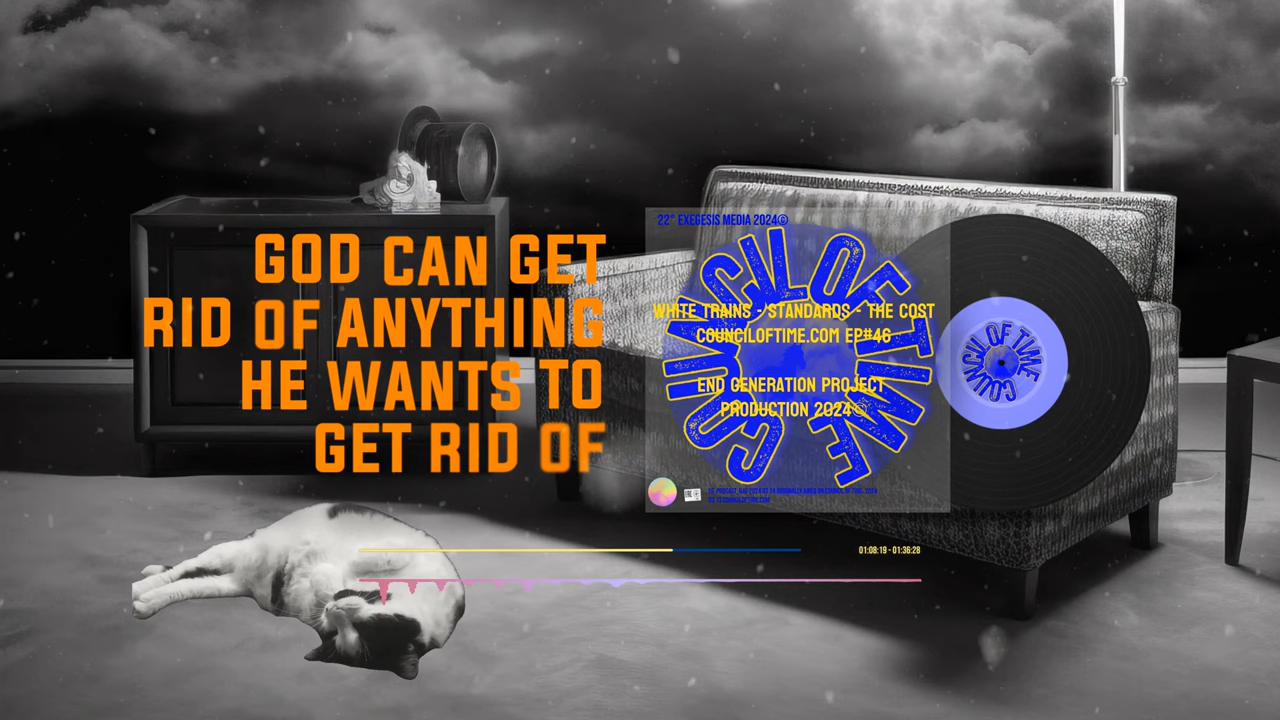 GOD CAN GET
RID OF ANYTHING
HE WANTS TO
GET RID OF
22° EXEGESIS MEDIA 2024©
COUNCIL OF TIME
WHITE TRAINS - STANDARDS - THE COST
COUNCILOFTIME.COM EP#46
END GENERATION PROJECT
PRODUCTION 2024©
COUNCIL OF TIME
01:08:19 - 01:36:28